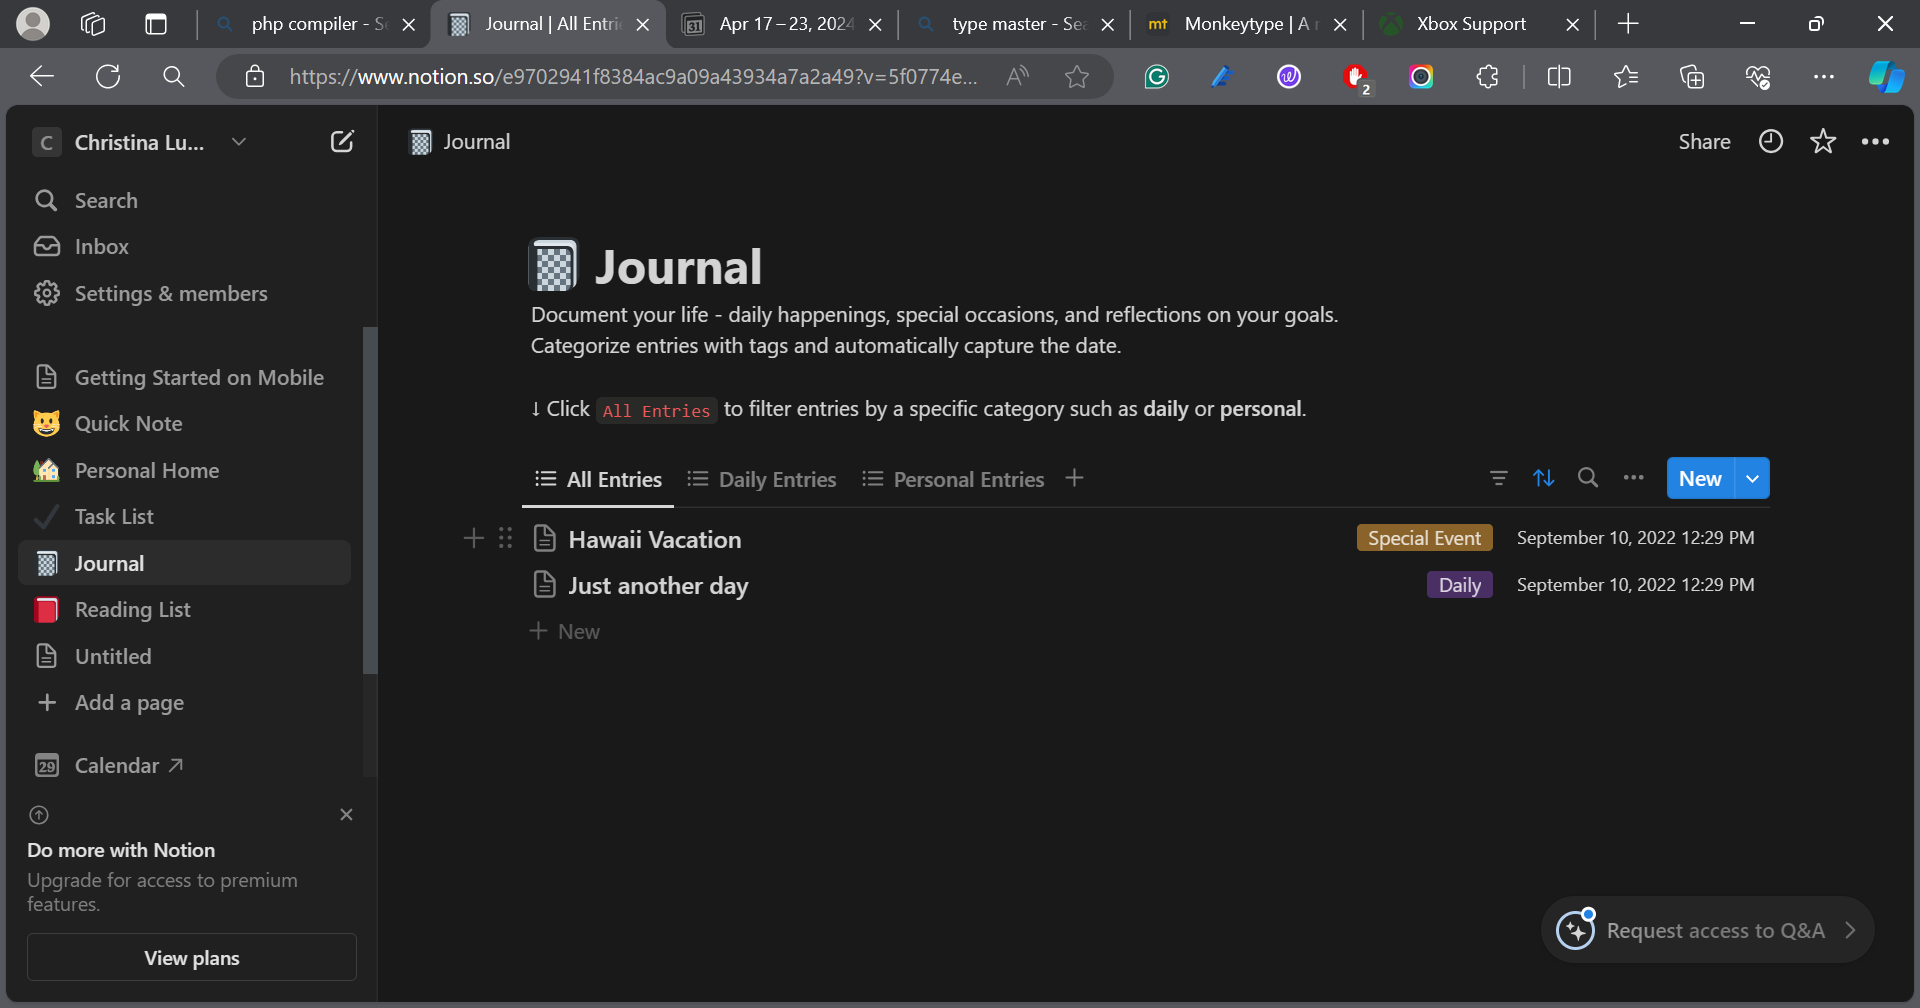 php compiler - Se
Journal | All Entri
Apr 17 – 23, 2024
type master - Sea
Monkeytype | A
Xbox Support
https://www.notion.so/e9702941f8384ac9a09a43934a7a2a49?v=5f0774e...
2
C Christina Lu...
Search
Inbox
Settings & members
Getting Started on Mobile
Quick Note
Personal Home
Task List
Journal
Reading List
Untitled
Add a page
29 Calendar
Do more with Notion
Upgrade for access to premium
features.
View plans
Journal
Share
Journal
Document your life - daily happenings, special occasions, and reflections on your goals.
Categorize entries with tags and automatically capture the date.
↓ Click All Entries to filter entries by a specific category such as daily or personal.
All Entries Daily Entries Personal Entries
New
Hawaii Vacation Special Event September 10, 2022 12:29 PM
Just another day Daily September 10, 2022 12:29 PM
New
Request access to Q&A